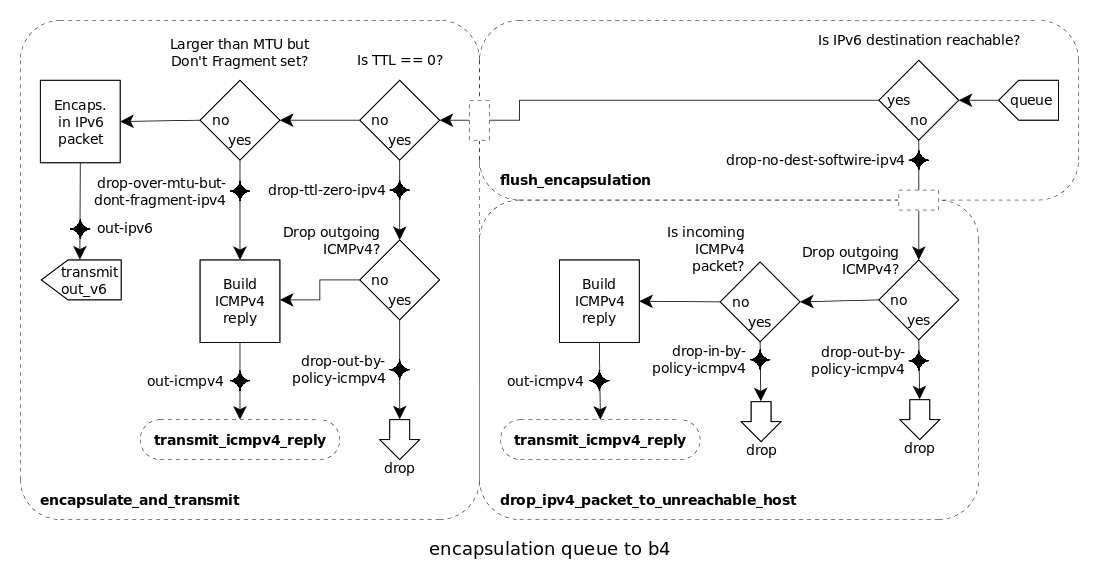 Is IPv6 destination reachable?
queue
yes
no
drop-no-dest-softwire-ipv4
flush_encapsulation
Is TTL == 0?
no
yes
drop-ttl-zero-ipv4
Larger than MTU but
Don't Fragment set?
no
yes
drop-over-mtu-but-
dont-fragment-ipv4
Encaps.
in IPv6
packet
out-ipv6
transmit
out_v6
Drop outgoing
ICMPv4?
no
yes
Build
ICMPv4
reply
out-icmpv4
transmit_icmpv4_reply
drop-out-by-
policy-icmpv4
drop
encapsulate_and_transmit
Drop outgoing
ICMPv4?
no
yes
drop-out-by-
policy-icmpv4
drop
Is incoming
ICMPv4
packet?
no
yes
drop-in-by-
policy-icmpv4
drop
Build
ICMPv4
reply
out-icmpv4
transmit_icmpv4_reply
drop_ipv4_packet_to_unreachable_host
encapsulation queue to b4